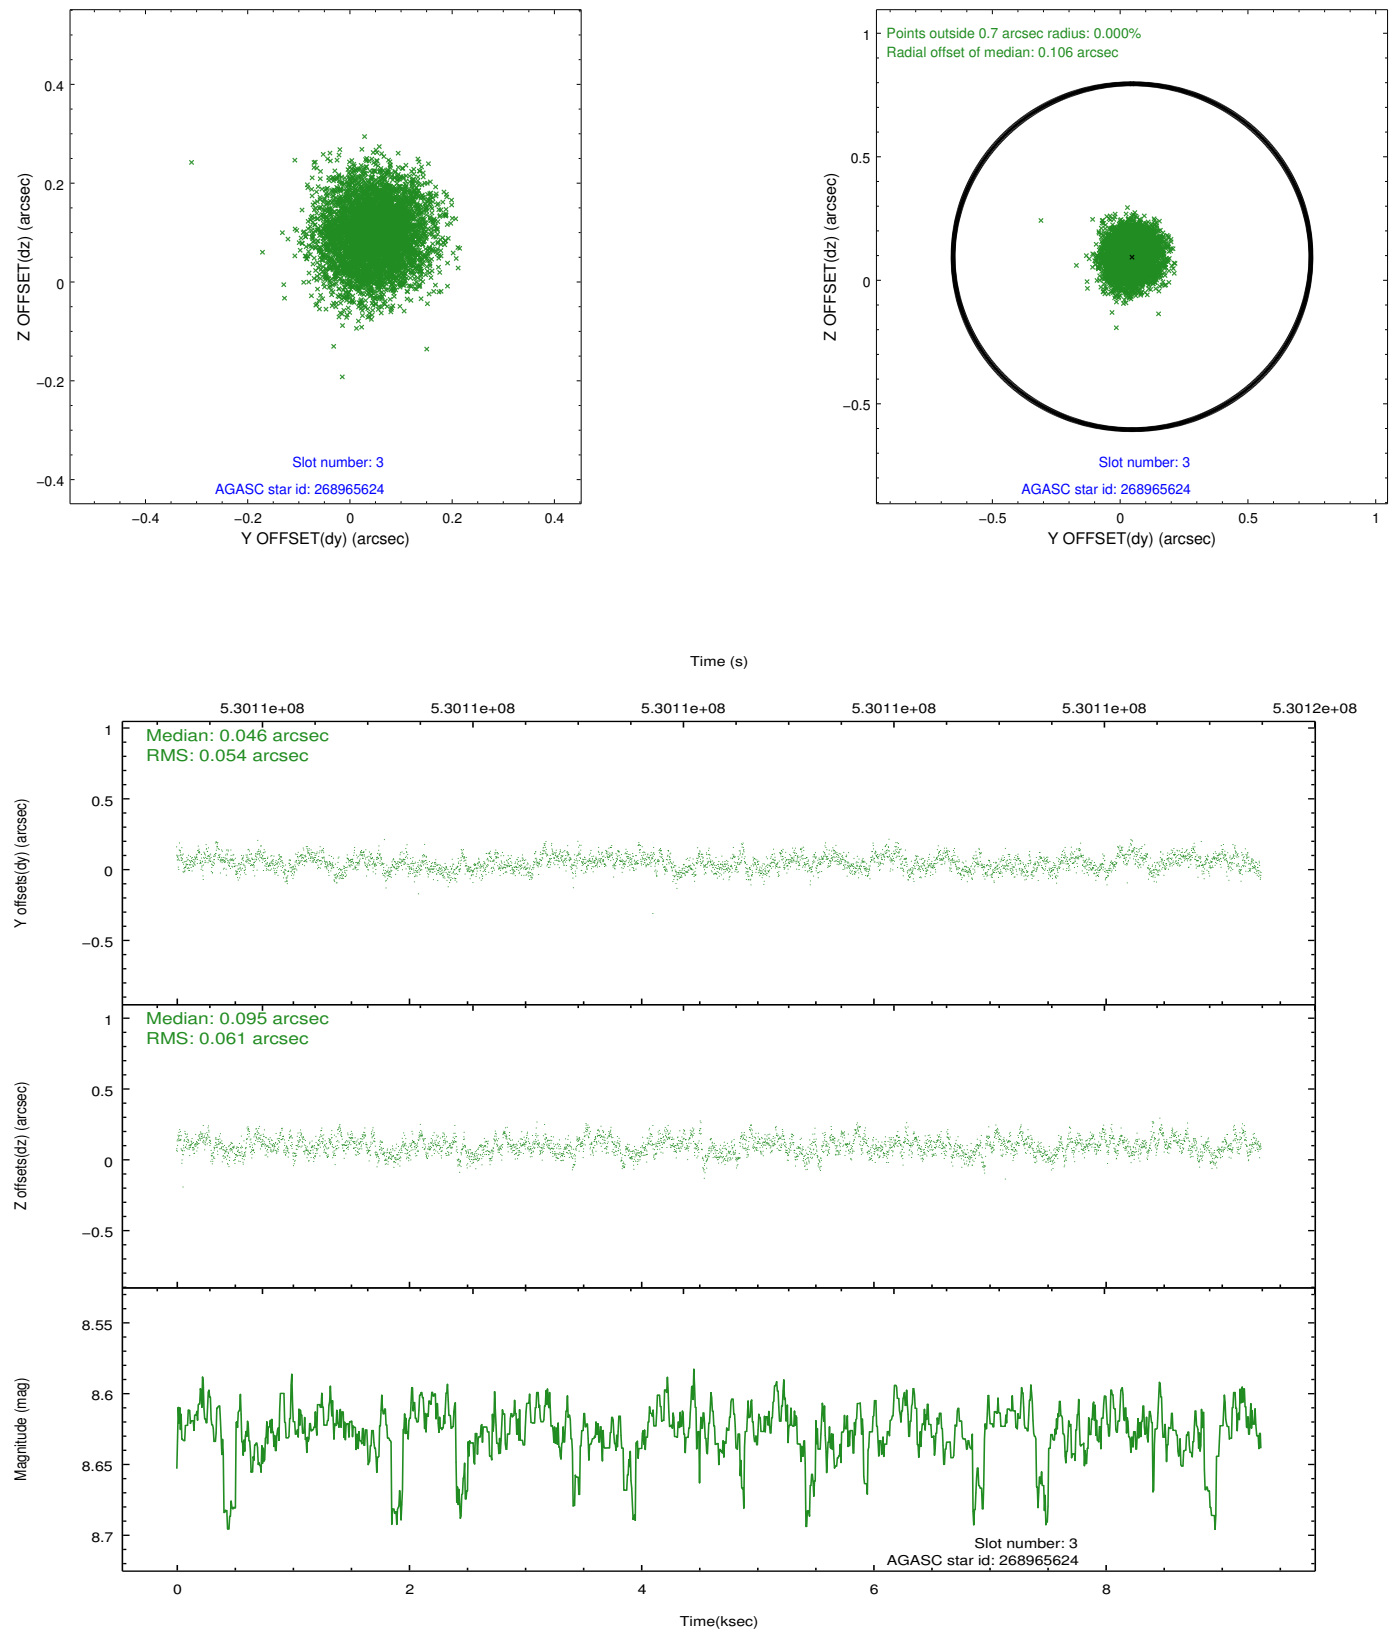 0.4
0.2
0
−0.2
−0.4
Z OFFSET(dz) (arcsec)
Slot number: 3
AGASC star id: 268965624
−0.4 −0.2 0 0.2 0.4
Y OFFSET(dy) (arcsec)
Points outside 0.7 arcsec radius: 0.000%
Radial offset of median: 0.106 arcsec
1
0.5
0
−0.5
Z OFFSET(dz) (arcsec)
Slot number: 3
AGASC star id: 268965624
−0.5 0 0.5 1
Y OFFSET(dy) (arcsec)
Time (s)
5.3011e+08 5.3011e+08 5.3011e+08 5.3011e+08 5.3011e+08 5.3012e+08
Median: 0.046 arcsec
RMS: 0.054 arcsec
1
0.5
0
−0.5
Y offsets(dy) (arcsec)
Median: 0.095 arcsec
RMS: 0.061 arcsec
1
0.5
0
−0.5
Z offsets(dz) (arcsec)
8.55
8.6
8.65
8.7
Magnitude (mag)
Slot number: 3
AGASC star id: 268965624
0 2 4 6 8
Time(ksec)